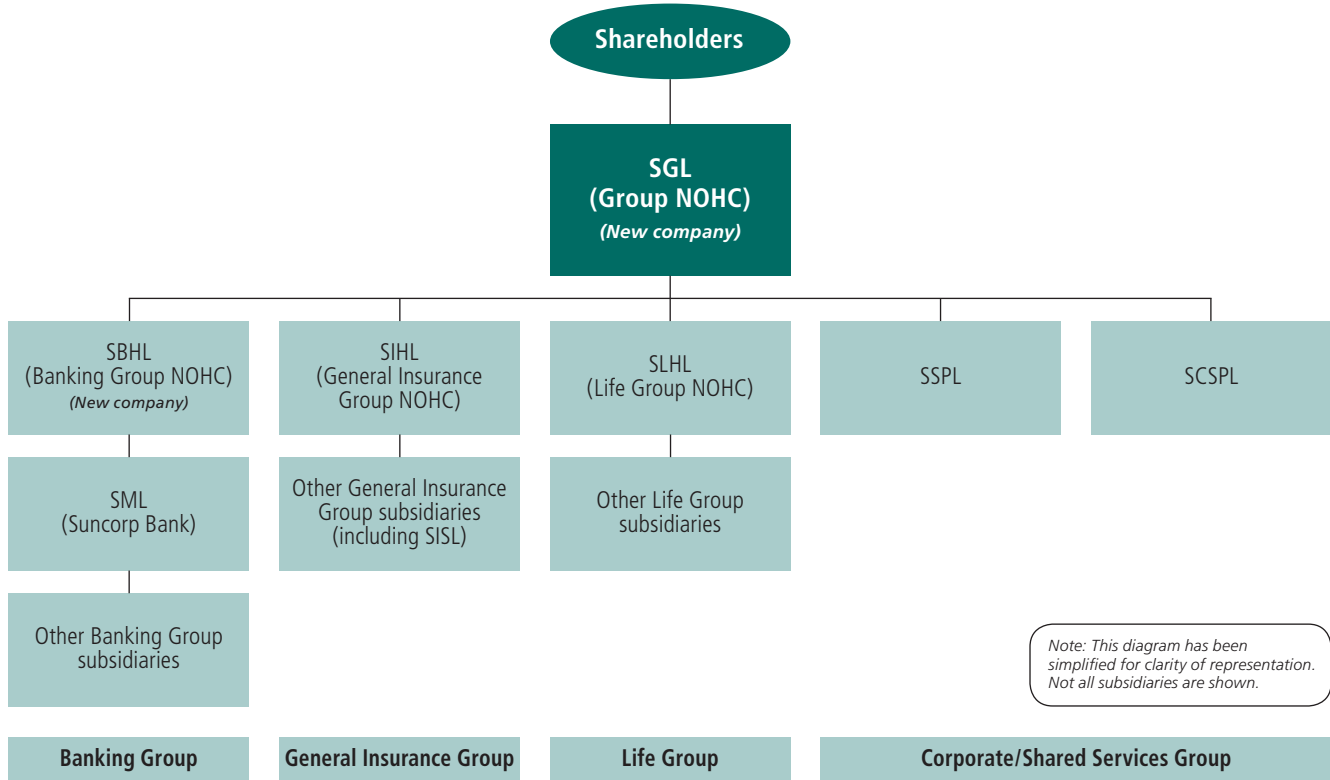 Shareholders
SGL
(Group NOHC)
(New company)
SBHL
(Banking Group NOHC)
(New company)
SIHL
(General Insurance
Group NOHC)
SLHL
(Life Group NOHC)
SSPL
SCSPL
SML
(Suncorp Bank)
Other General Insurance
Group subsidiaries
(including SISL)
Other Life Group
subsidiaries
Other Banking Group
subsidiaries
Note: This diagram has been
simplified for clarity of representation.
Not all subsidiaries are shown.
Banking Group
General Insurance Group
Life Group
Corporate/Shared Services Group